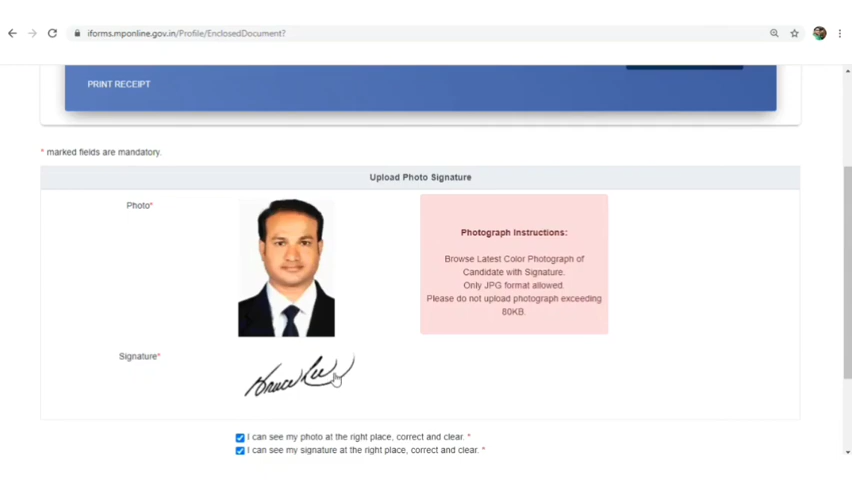 iforms.mponline.gov.in/Profile/EnclosedDocument?
PRINT RECEIPT
* marked fields are mandatory.
Upload Photo Signature
Photo*
Photograph Instructions:
Browse Latest Color Photograph of
Candidate with Signature.
Only JPG format allowed.
Please do not upload photograph exceeding
80KB.
Signature*
Bruce Lee
I can see my photo at the right place, correct and clear. *
I can see my signature at the right place, correct and clear. *